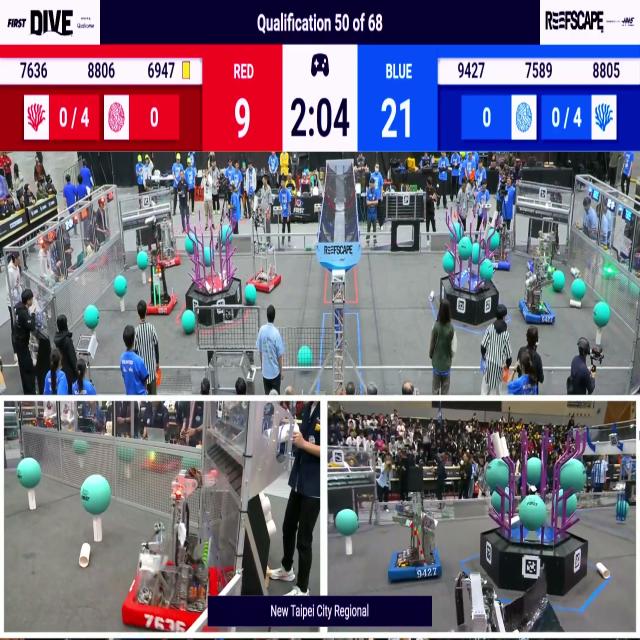 FIRST DIVE
Qualification 50 of 68
REEFSCAPE
7636 8806 6947
RED
BLUE
9427 7589 8805
0 / 4
0
9
2:04
21
0
0 / 4
REEFSCAPE
9427
7636
9427
New Taipei City Regional